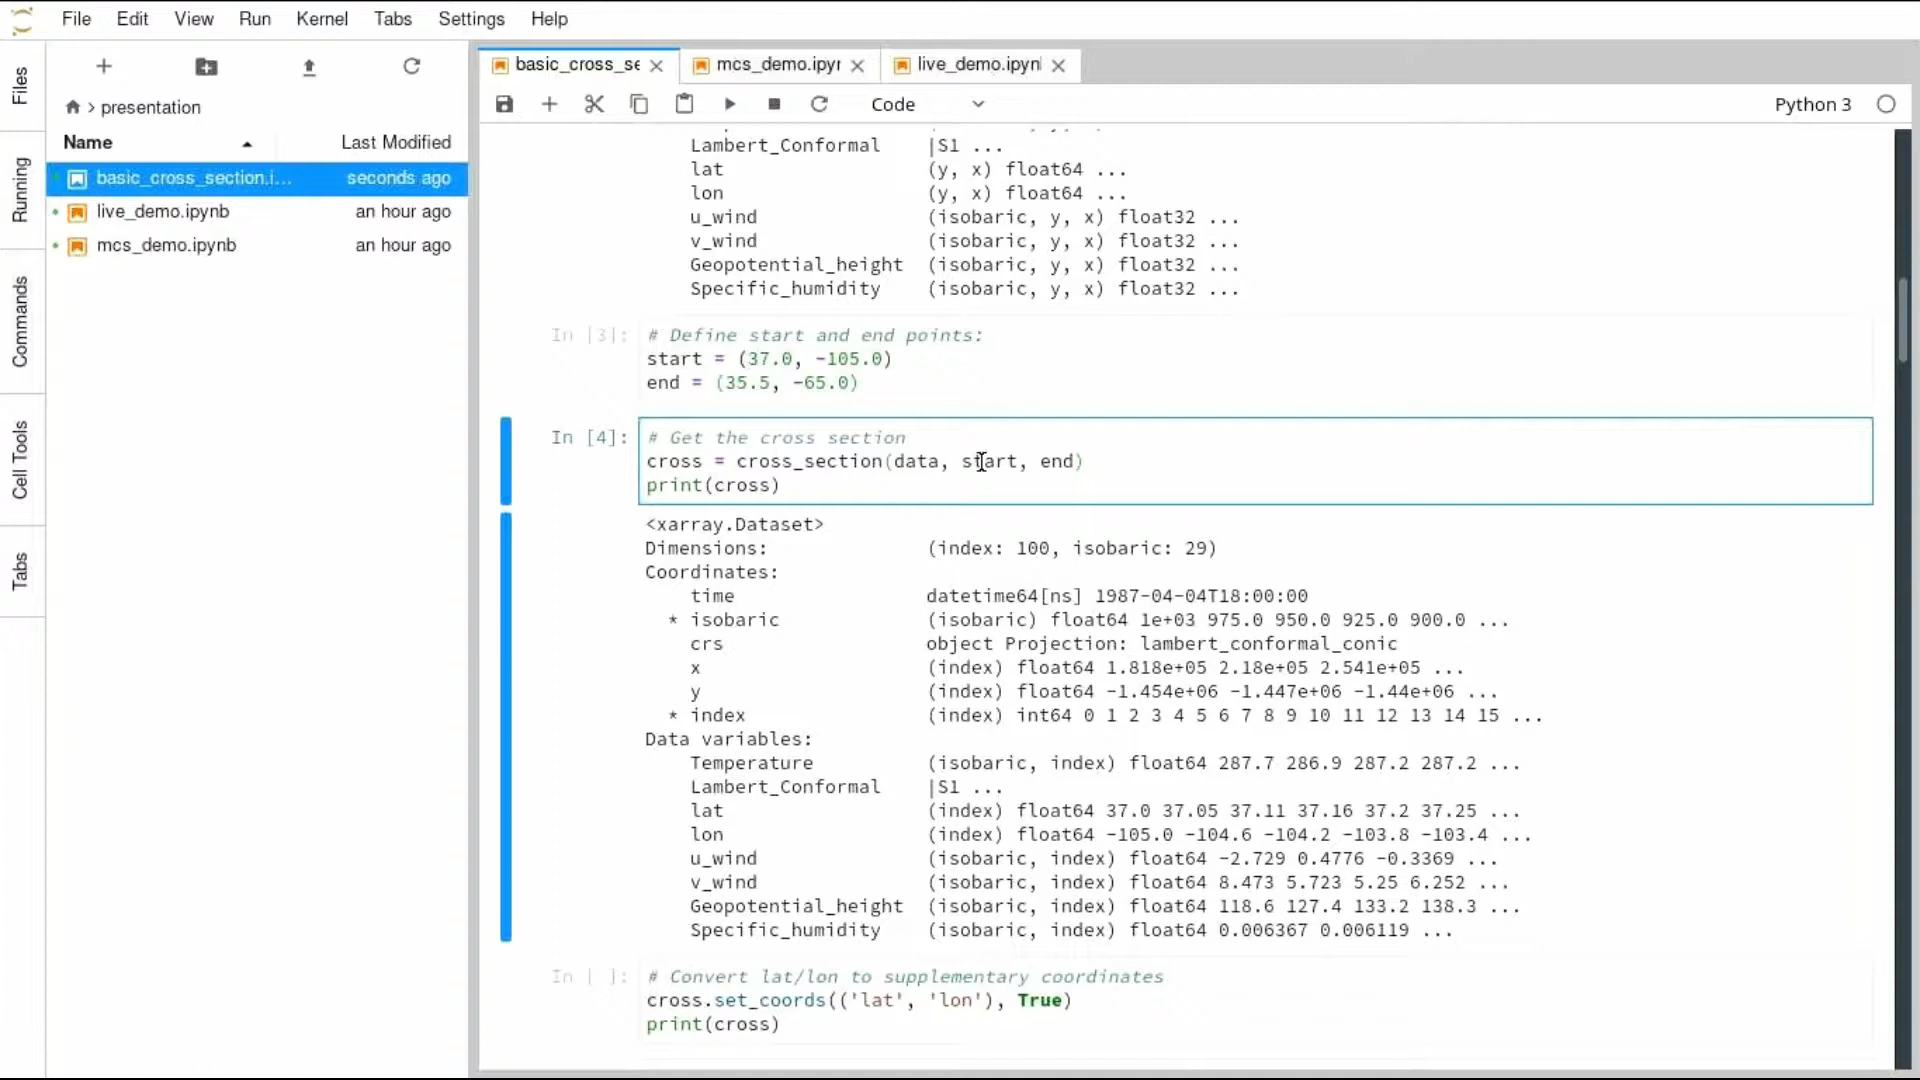 File Edit View Run Kernel Tabs Settings Help
Files
Running
Commands
Cell Tools
Tabs
> presentation
Name Last Modified
basic_cross_section.i... seconds ago
live_demo.ipynb an hour ago
mcs_demo.ipynb an hour ago
basic_cross_se mcs_demo.ipyr live_demo.ipynl
Code Python 3
Lambert_Conformal |S1 ...
lat (y, x) float64 ...
lon (y, x) float64 ...
u_wind (isobaric, y, x) float32 ...
v_wind (isobaric, y, x) float32 ...
Geopotential_height (isobaric, y, x) float32 ...
Specific_humidity (isobaric, y, x) float32 ...
In [3]: # Define start and end points:
start = (37.0, -105.0)
end = (35.5, -65.0)
In [4]: # Get the cross section
cross = cross_section(data, start, end)
print(cross)
<xarray.Dataset>
Dimensions: (index: 100, isobaric: 29)
Coordinates:
time datetime64[ns] 1987-04-04T18:00:00
* isobaric (isobaric) float64 1e+03 975.0 950.0 925.0 900.0 ...
crs object Projection: lambert_conformal_conic
x (index) float64 1.818e+05 2.18e+05 2.541e+05 ...
y (index) float64 -1.454e+06 -1.447e+06 -1.44e+06 ...
* index (index) int64 0 1 2 3 4 5 6 7 8 9 10 11 12 13 14 15 ...
Data variables:
Temperature (isobaric, index) float64 287.7 286.9 287.2 287.2 ...
Lambert_Conformal |S1 ...
lat (index) float64 37.0 37.05 37.11 37.16 37.2 37.25 ...
lon (index) float64 -105.0 -104.6 -104.2 -103.8 -103.4 ...
u_wind (isobaric, index) float64 -2.729 0.4776 -0.3369 ...
v_wind (isobaric, index) float64 8.473 5.723 5.25 6.252 ...
Geopotential_height (isobaric, index) float64 118.6 127.4 133.2 138.3 ...
Specific_humidity (isobaric, index) float64 0.006367 0.006119 ...
In [ ]: # Convert lat/lon to supplementary coordinates
cross.set_coords(('lat', 'lon'), True)
print(cross)